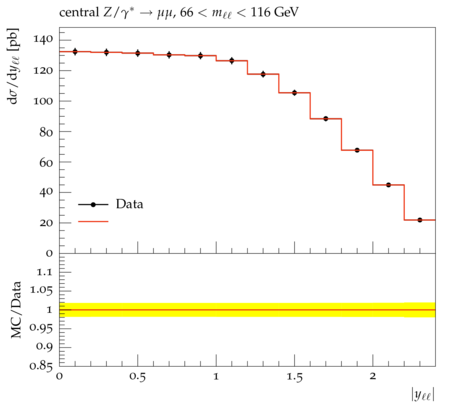 central Z/γ* → μμ, 66 < mℓℓ < 116 GeV
dσ/dyℓℓ [pb]
140
120
100
80
60
40
20
0
Data
MC/Data
1.1
1.05
1
0.95
0.9
0.85
0 0.5 1 1.5 2
|yℓℓ|